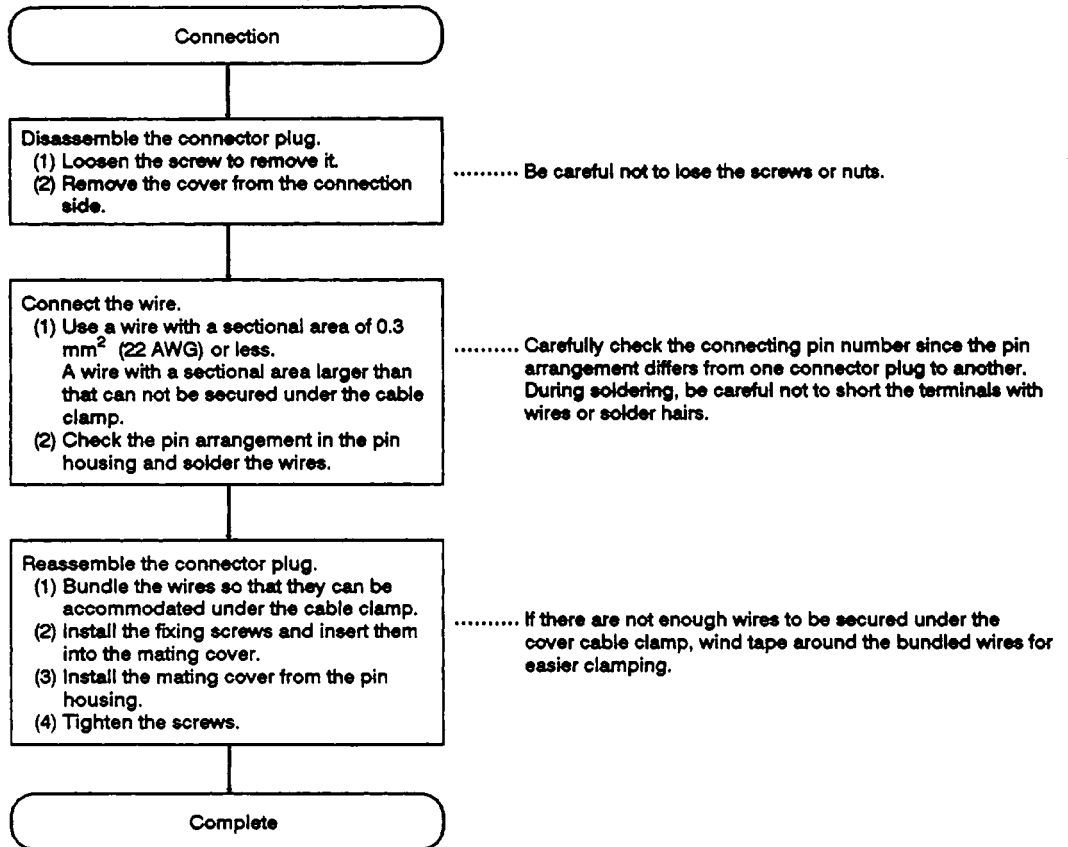 Connection
Disassemble the connector plug.
(1) Loosen the screw to remove it.
(2) Remove the cover from the connection
side.
.......... Be careful not to lose the screws or nuts.
Connect the wire.
(1) Use a wire with a sectional area of 0.3
mm² (22 AWG) or less.
A wire with a sectional area larger than
that can not be secured under the cable
clamp.
(2) Check the pin arrangement in the pin
housing and solder the wires.
.......... Carefully check the connecting pin number since the pin
arrangement differs from one connector plug to another.
During soldering, be careful not to short the terminals with
wires or solder hairs.
Reassemble the connector plug.
(1) Bundle the wires so that they can be
accommodated under the cable clamp.
(2) Install the fixing screws and insert them
into the mating cover.
(3) Install the mating cover from the pin
housing.
(4) Tighten the screws.
.......... If there are not enough wires to be secured under the
cover cable clamp, wind tape around the bundled wires for
easier clamping.
Complete